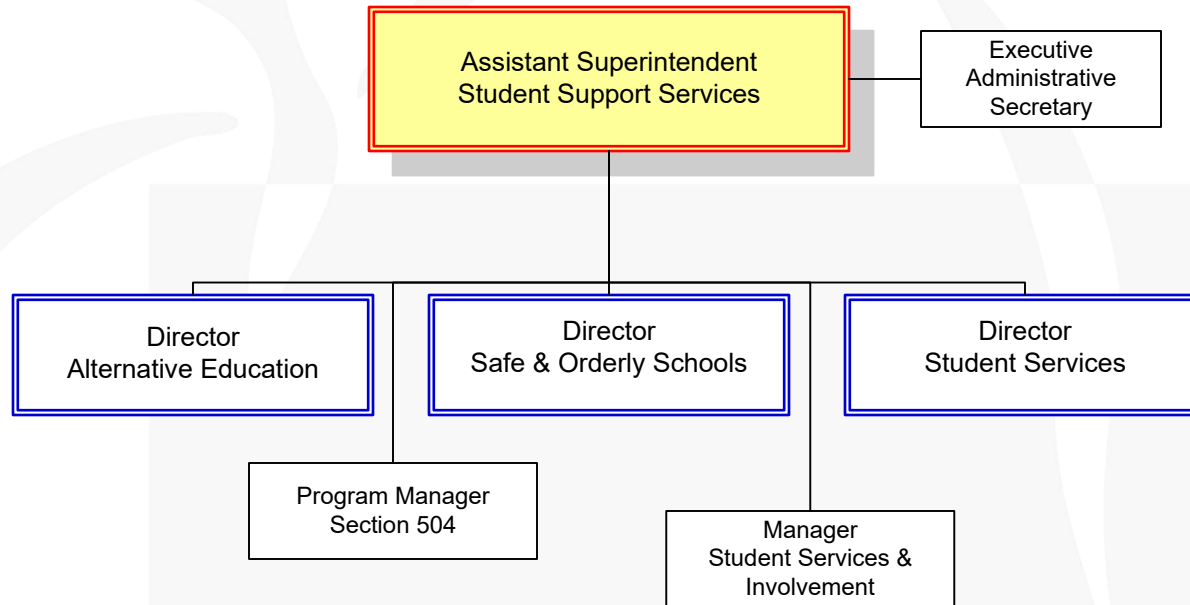 Assistant Superintendent
Student Support Services
Executive
Administrative
Secretary
Director
Alternative Education
Director
Safe & Orderly Schools
Director
Student Services
Program Manager
Section 504
Manager
Student Services &
Involvement